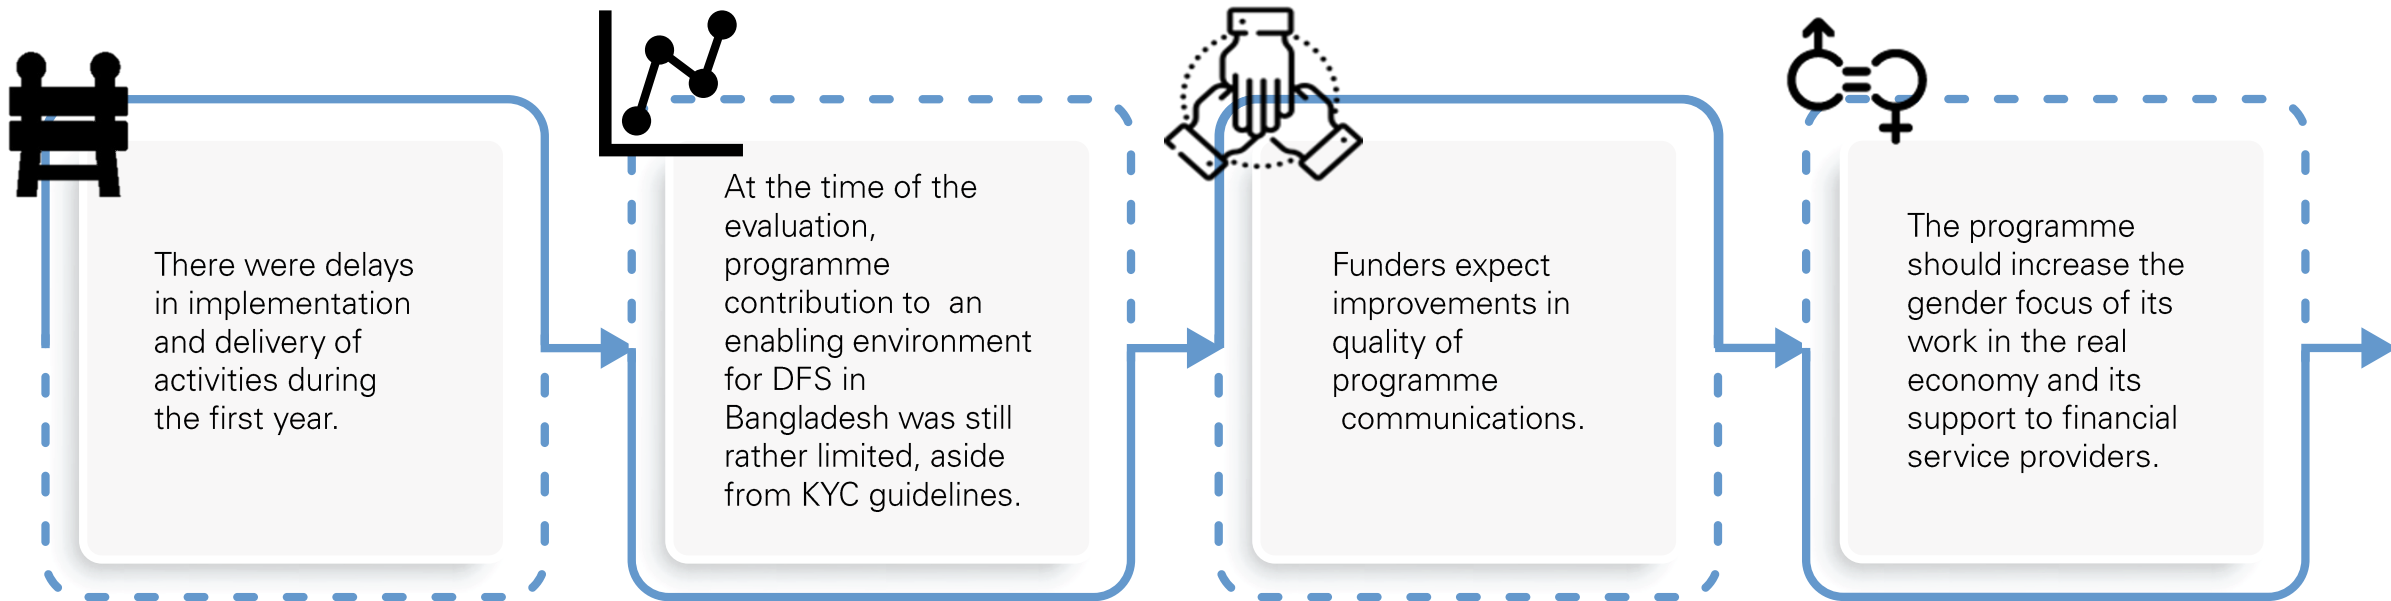 There were delays
in implementation
and delivery of
activities during
the first year.
At the time of the
evaluation,
programme
contribution to  an
enabling environment
for DFS in
Bangladesh was still
rather limited, aside
from KYC guidelines.
Funders expect
improvements in
quality of
programme
communications.
The programme
should increase the
gender focus of its
work in the real
economy and its
support to financial
service providers.